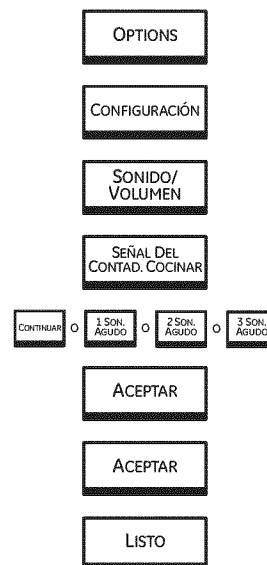 OPTIONS
CONFIGURACIÓN
SONIDO/
VOLUMEN
SEÑAL DEL
CONTAD. COCINAR
CONTINUAR O 1 SON. AGUDO O 2 SON. AGUDO O 3 SON. AGUDO
ACEPTAR
ACEPTAR
LISTO